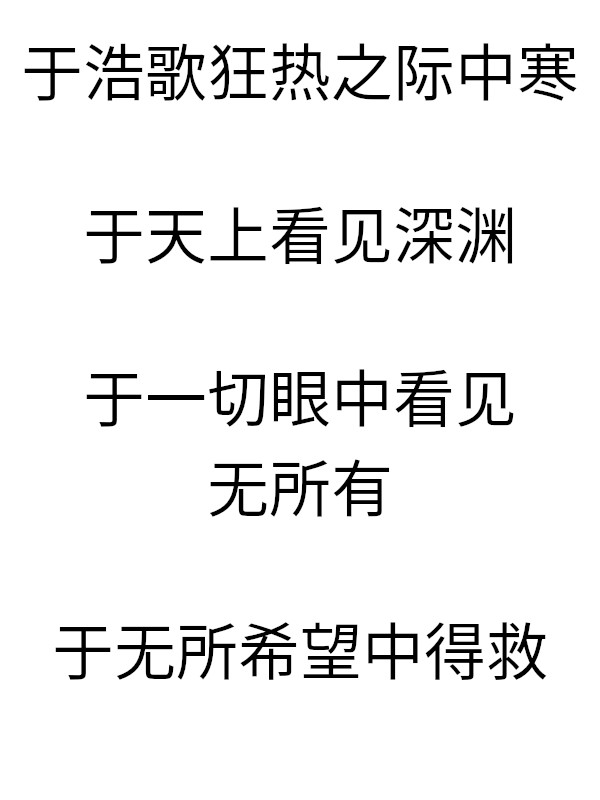 于浩歌狂热之际中寒
于天上看见深渊
于一切眼中看见
无所有
于无所希望中得救